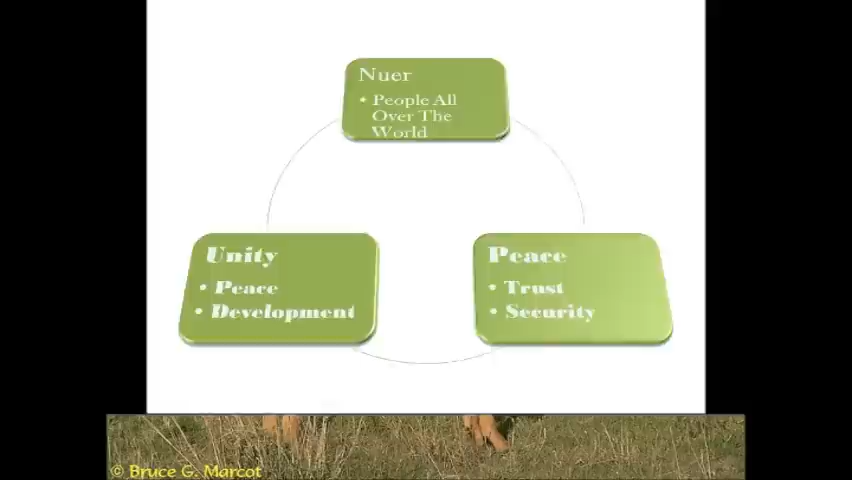 Nuer
• People All
Over The
World
Unity
• Peace
• Development
Peace
• Trust
• Security
© Bruce G. Marcot